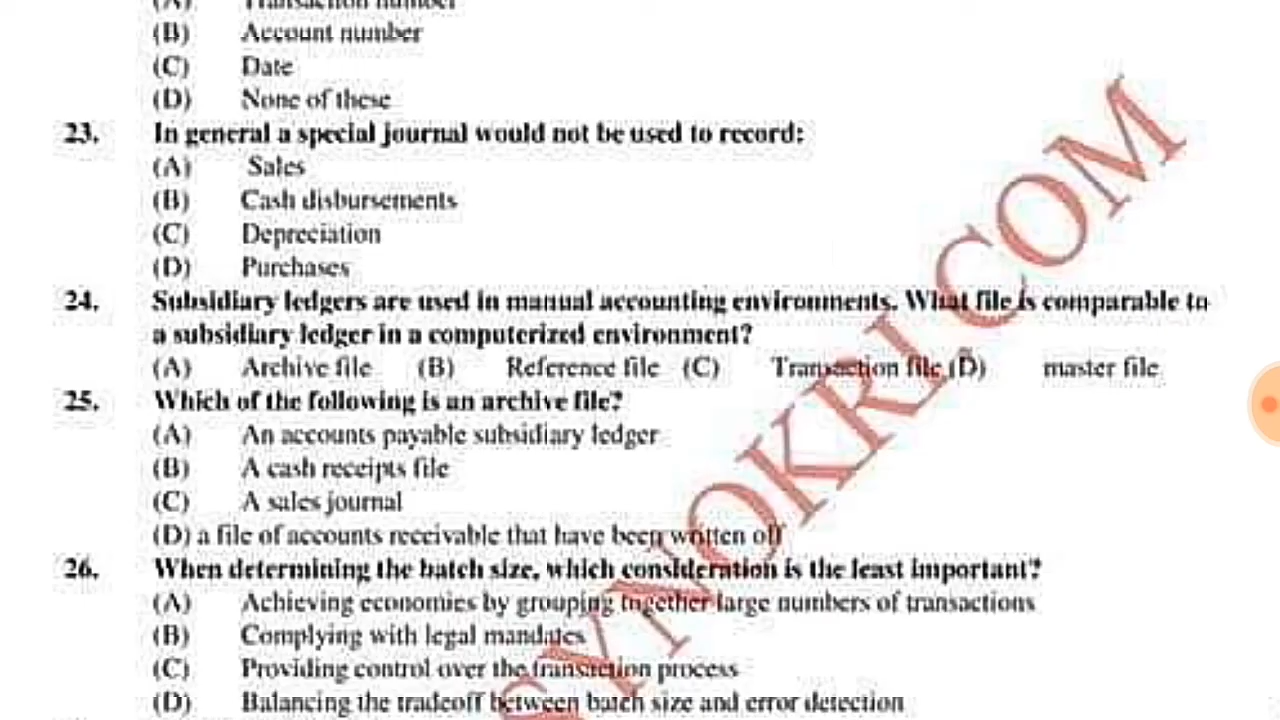 (A) Transaction number
(B) Account number
(C) Date
(D) None of these
23. In general a special journal would not be used to record:
(A) Sales
(B) Cash disbursements
(C) Depreciation
(D) Purchases
24. Subsidiary ledgers are used in manual accounting environments. What file is comparable to
a subsidiary ledger in a computerized environment?
(A) Archive file (B) Reference file (C) Transaction file (D) master file
25. Which of the following is an archive file?
(A) An accounts payable subsidiary ledger
(B) A cash receipts file
(C) A sales journal
(D) a file of accounts receivable that have been written off
26. When determining the batch size, which consideration is the least important?
(A) Achieving economies by grouping together large numbers of transactions
(B) Complying with legal mandates
(C) Providing control over the transaction process
(D) Balancing the tradeoff between batch size and error detection
SYNOKRI.COM